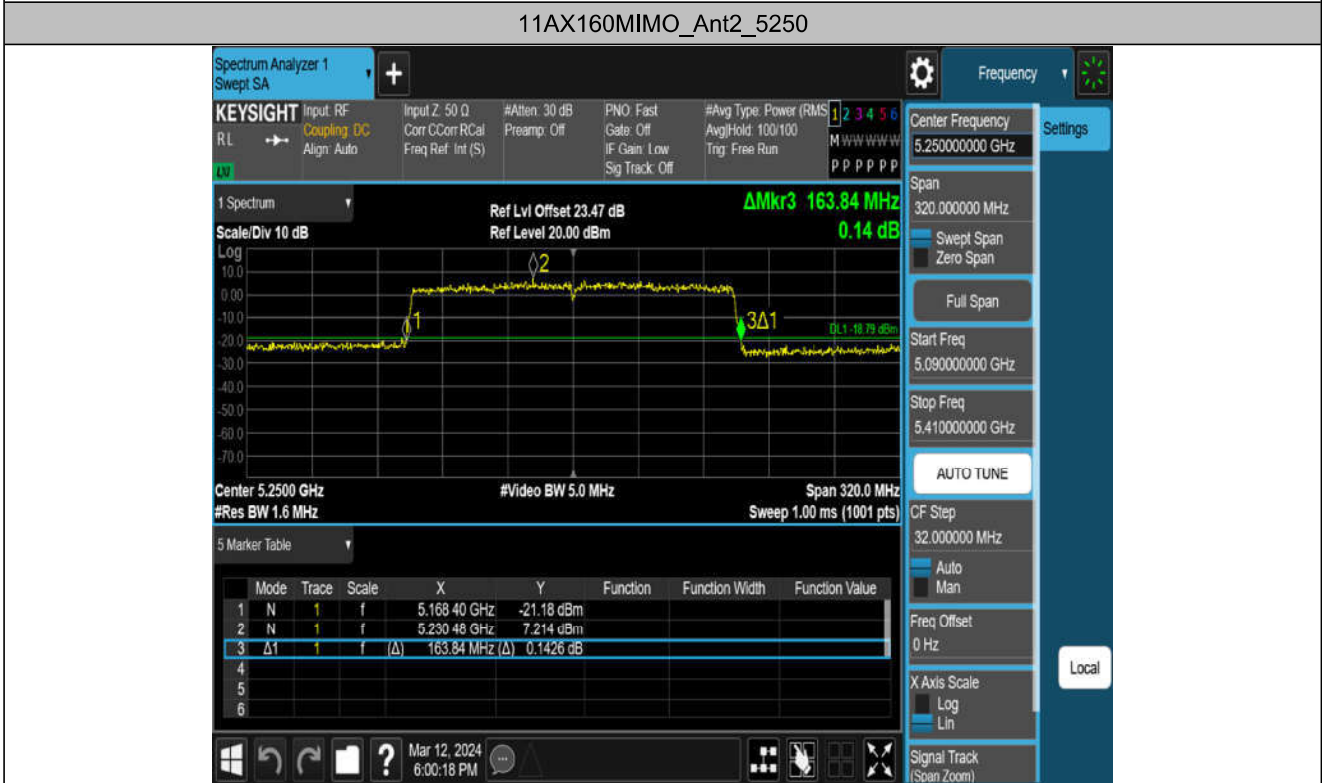 11AX160MIMO_Ant2_5250
Spectrum Analyzer 1
Swept SA
+
Frequency
KEYSIGHT
RL
LXI
Input: RF
Coupling: DC
Align: Auto
Input Z: 50 Ω
Corr CCorr RCal
Freq Ref: Int (S)
#Atten: 30 dB
Preamp: Off
PNO: Fast
Gate: Off
IF Gain: Low
Sig Track: Off
#Avg Type: Power (RMS
Avg|Hold: 100/100
Trig: Free Run
1 2 3 4 5 6
M W W W W W
P P P P P P
1 Spectrum
Scale/Div 10 dB
Ref Lvl Offset 23.47 dB
Ref Level 20.00 dBm
ΔMkr3 163.84 MHz
0.14 dB
Log
10.0
0.00
-10.0
-20.0
-30.0
-40.0
-50.0
-60.0
-70.0
2
1
3Δ1
DL1 -18.79 dBm
Center 5.2500 GHz
#Video BW 5.0 MHz
Span 320.0 MHz
#Res BW 1.6 MHz
Sweep 1.00 ms (1001 pts)
5 Marker Table
Mode Trace Scale X Y Function Function Width Function Value
1 N 1 f 5.168 40 GHz -21.18 dBm
2 N 1 f 5.230 48 GHz 7.214 dBm
3 Δ1 1 f (Δ) 163.84 MHz (Δ) 0.1426 dB
4
5
6
?
Mar 12, 2024
6:00:18 PM
Center Frequency
5.250000000 GHz
Settings
Span
320.000000 MHz
Swept Span
Zero Span
Full Span
Start Freq
5.090000000 GHz
Stop Freq
5.410000000 GHz
AUTO TUNE
CF Step
32.000000 MHz
Auto
Man
Freq Offset
0 Hz
X Axis Scale
Log
Lin
Local
Signal Track
(Span Zoom)